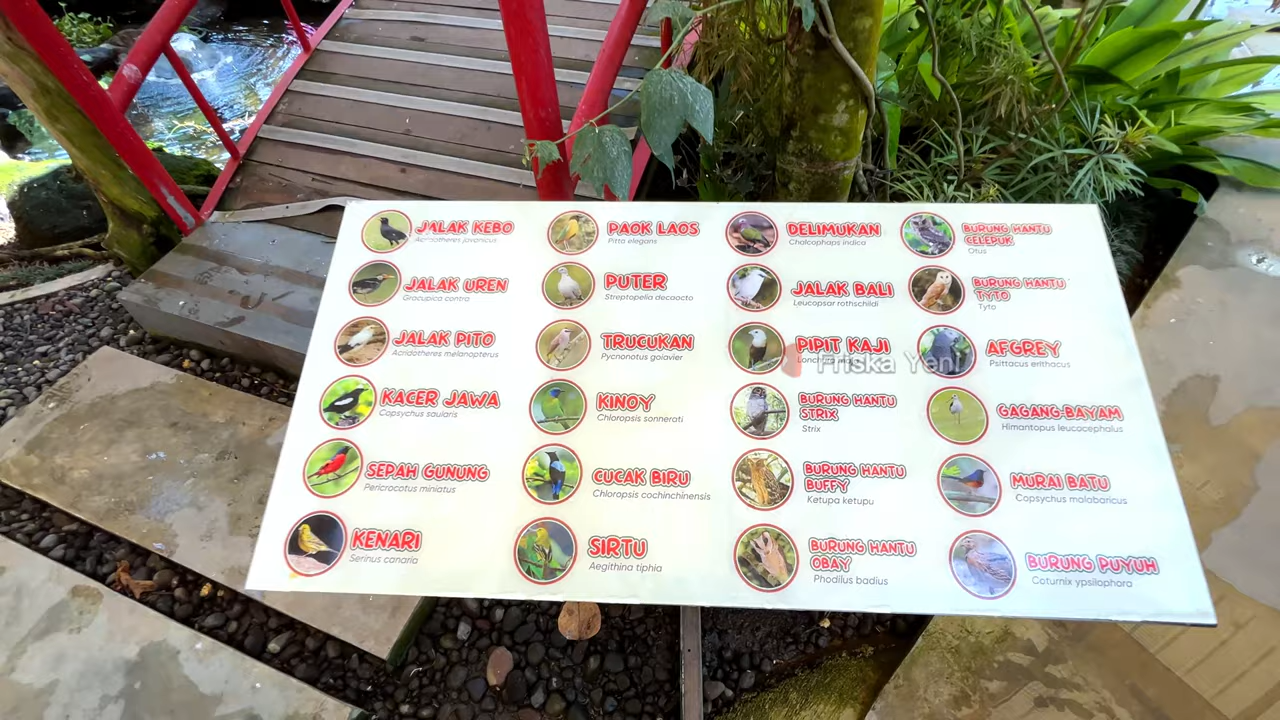 JALAK KEBO
Acridotheres javanicus
JALAK UREN
Gracupica contra
JALAK PITO
Acridotheres melanopterus
KACER JAWA
Copsychus saularis
SEPAH GUNUNG
Pericrocotus miniatus
KENARI
Serinus canaria
PAOK LAOS
Pitta elegans
PUTER
Streptopelia decaocto
TRUCUKAN
Pycnonotus goiavier
KINOY
Chloropsis sonnerati
CUCAK BIRU
Chloropsis cochinchinensis
SIRTU
Aegithina tiphia
DELIMUKAN
Chalcophaps indica
JALAK BALI
Leucopsar rothschildi
PIPIT KAJI
Lonchura
Friska Yeni
BURUNG HANTU
STRIX
Strix
BURUNG HANTU
BUFFY
Ketupa ketupu
BURUNG HANTU
OBAY
Phodilus badius
BURUNG HANTU
CELEPUK
Otus
BURUNG HANTU
TYTO
Tyto
AFGREY
Psittacus erithacus
GAGANG-BAYAM
Himantopus leucocephalus
MURAI BATU
Copsychus malabaricus
BURUNG PUYUH
Coturnix ypsilophora